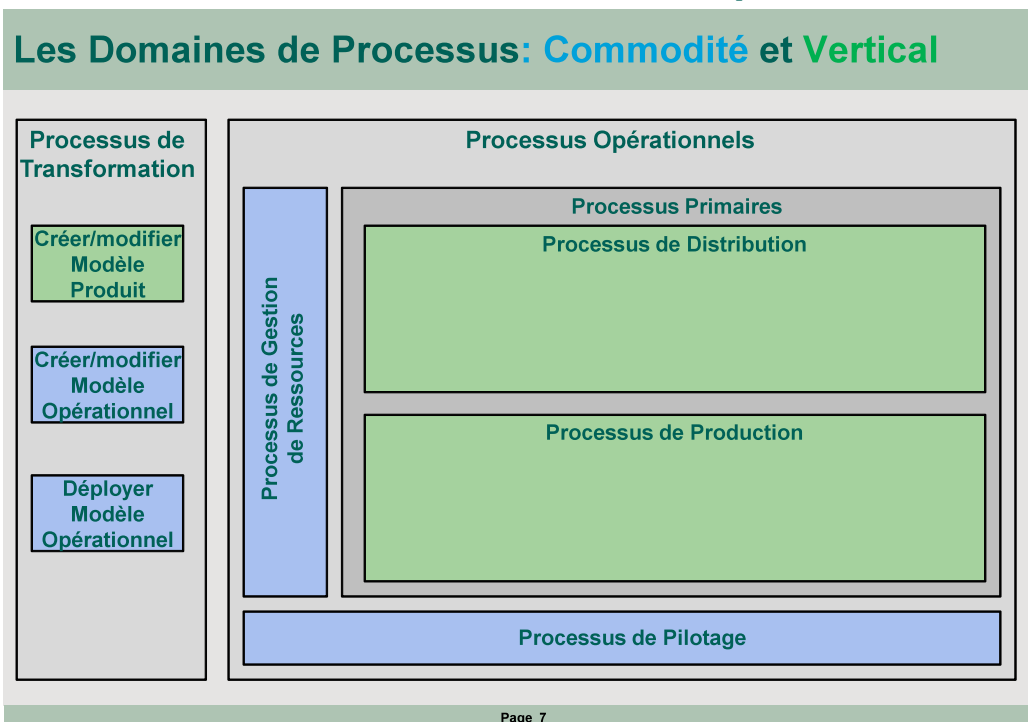 Les Domaines de Processus: Commodité et Vertical
Processus de
Transformation
Créer/modifier
Modèle
Produit
Créer/modifier
Modèle
Opérationnel
Déployer
Modèle
Opérationnel
Processus Opérationnels
Processus de Gestion
de Ressources
Processus Primaires
Processus de Distribution
Processus de Production
Processus de Pilotage
Page 7